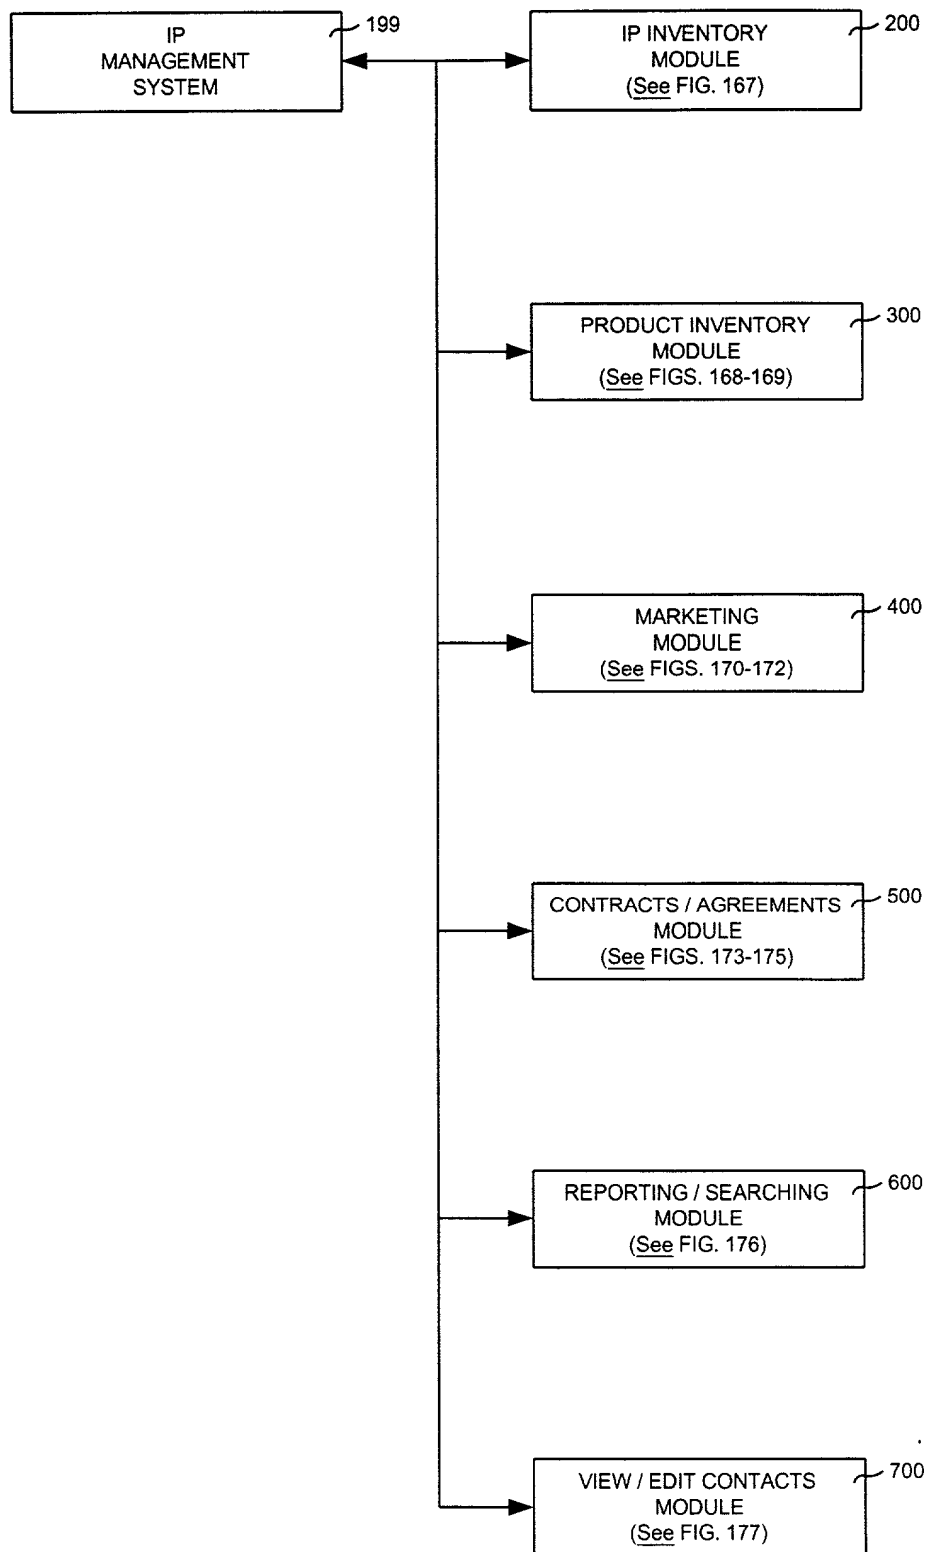 IP
MANAGEMENT
SYSTEM
199
IP INVENTORY
MODULE
(See FIG. 167)
200
PRODUCT INVENTORY
MODULE
(See FIGS. 168-169)
300
MARKETING
MODULE
(See FIGS. 170-172)
400
CONTRACTS / AGREEMENTS
MODULE
(See FIGS. 173-175)
500
REPORTING / SEARCHING
MODULE
(See FIG. 176)
600
VIEW / EDIT CONTACTS
MODULE
(See FIG. 177)
700